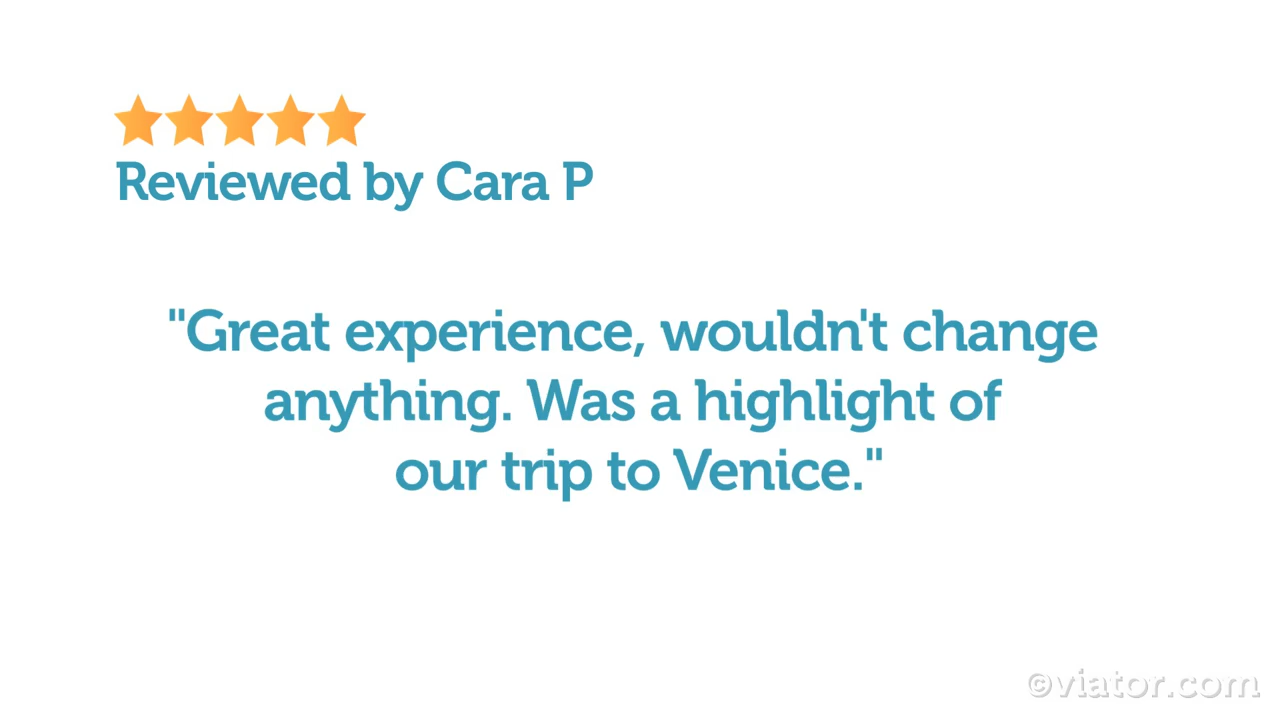 Reviewed by Cara P
"Great experience, wouldn't change
anything. Was a highlight of
our trip to Venice."
©viator.com